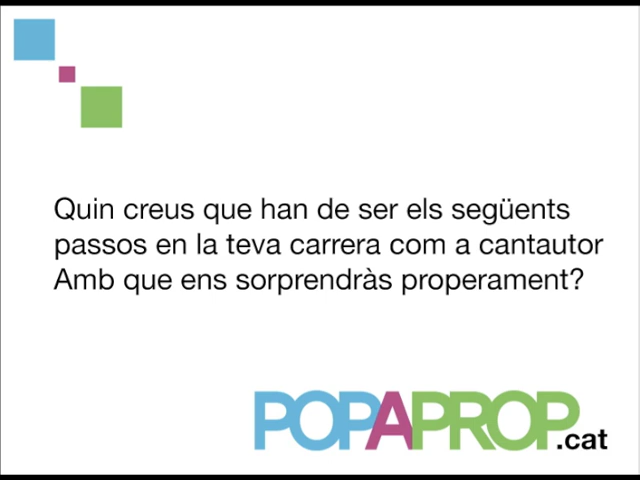 Quin creus que han de ser els següents
passos en la teva carrera com a cantautor
Amb que ens sorprendràs properament?
POPAPROP.cat